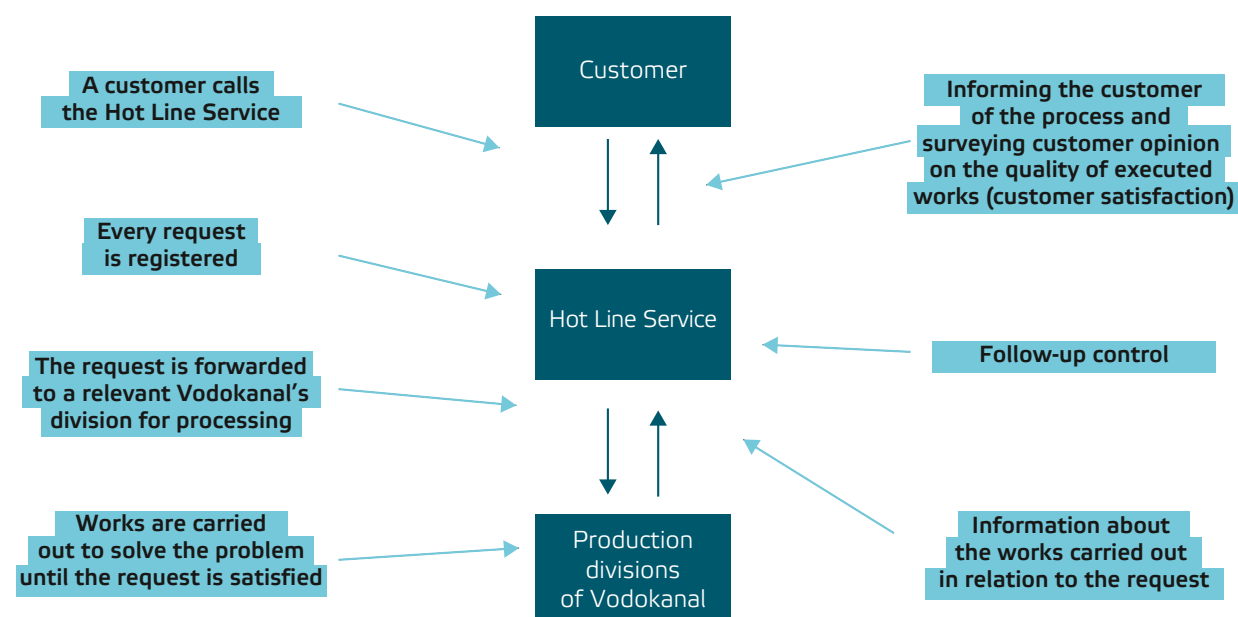 Customer
A customer calls
the Hot Line Service
Informing the customer
of the process and
surveying customer opinion
on the quality of executed
works (customer satisfaction)
Every request
is registered
Hot Line Service
Follow-up control
The request is forwarded
to a relevant Vodokanal’s
division for processing
Works are carried
out to solve the problem
until the request is satisfied
Production
divisions
of Vodokanal
Information about
the works carried out
in relation to the request